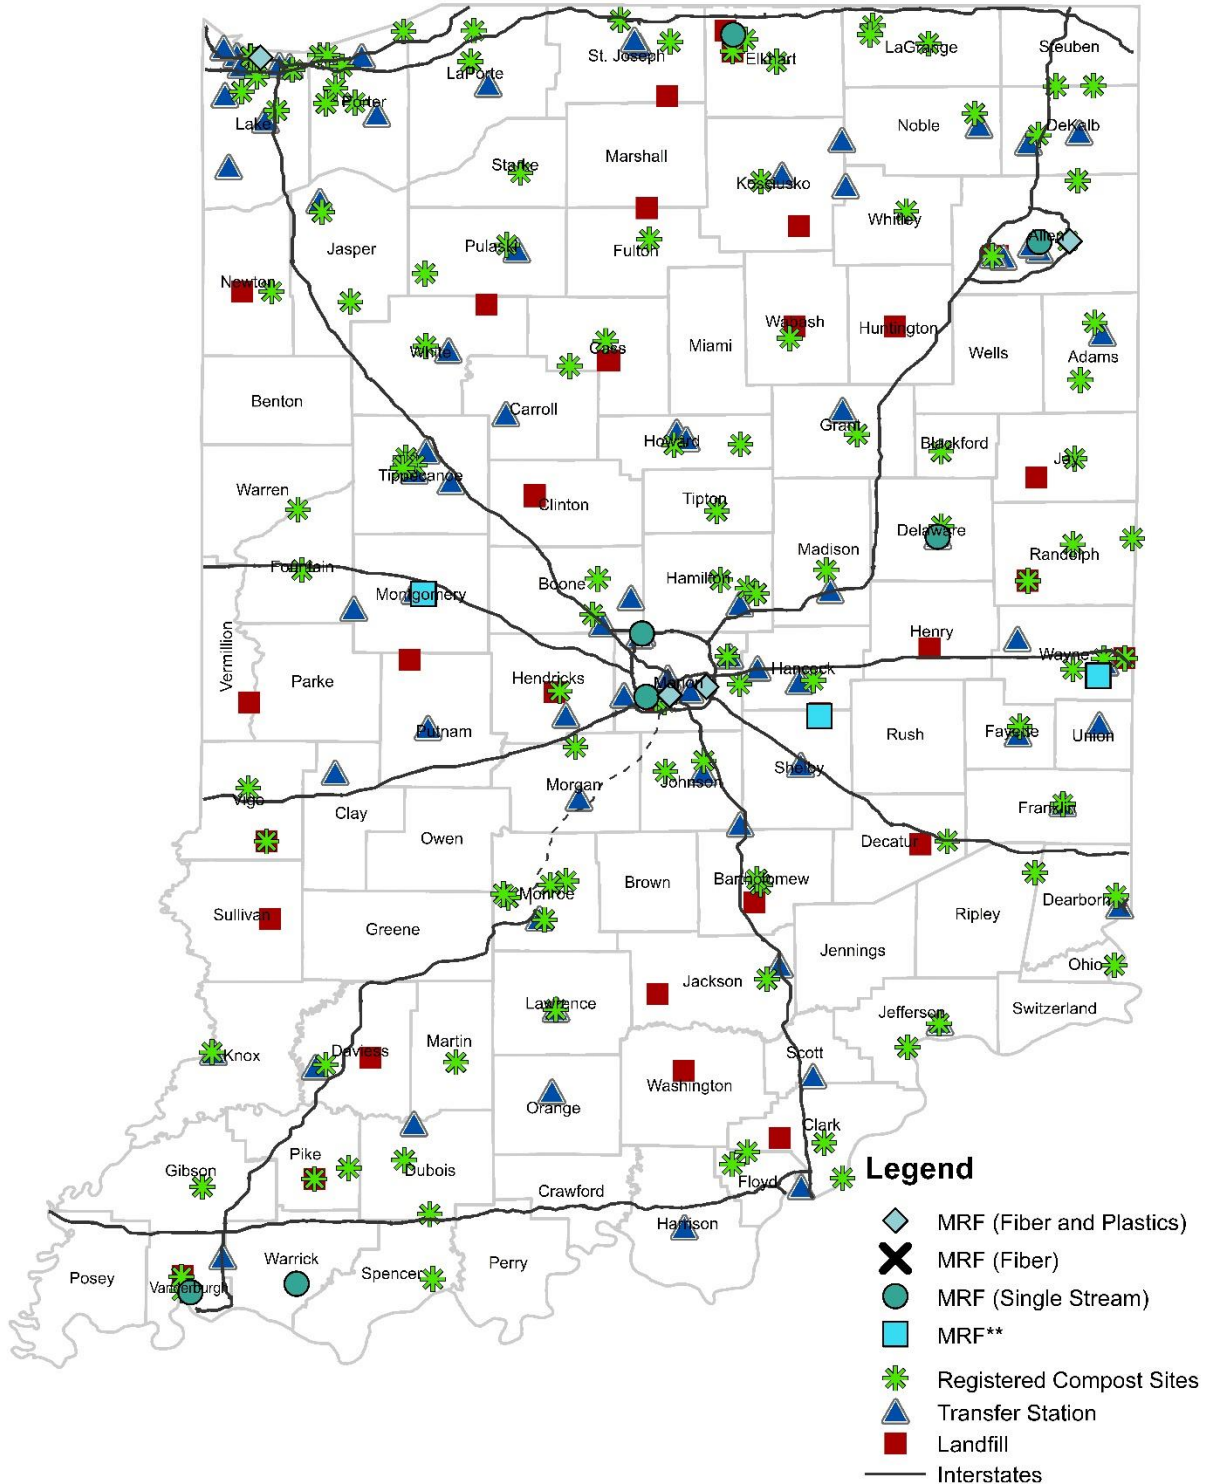 LaGrange
Steuben
St. Joseph
Elkhart
LaPorte
Porter
Lake
Noble
DeKalb
Marshall
Starke
Kosciusko
Whitley
Allen
Jasper
Pulaski
Fulton
Newton
Wabash
Huntington
Miami
White
Cass
Wells
Adams
Benton
Carroll
Grant
Howard
Blackford
Jay
Tippecanoe
Warren
Clinton
Tipton
Delaware
Randolph
Madison
Fountain
Boone
Hamilton
Montgomery
Henry
Vermillion
Wayne
Hancock
Parke
Hendricks
Marion
Putnam
Rush
Fayette
Union
Shelby
Johnson
Morgan
Vigo
Clay
Franklin
Owen
Decatur
Brown
Bartholomew
Monroe
Dearborn
Sullivan
Ripley
Greene
Jennings
Ohio
Jackson
Lawrence
Switzerland
Jefferson
Knox
Daviess
Martin
Scott
Washington
Orange
Clark
Pike
Gibson
Dubois
Floyd
Crawford
Harrison
Warrick
Perry
Posey
Spencer
Vanderburgh
Legend
MRF (Fiber and Plastics)
MRF (Fiber)
MRF (Single Stream)
MRF**
Registered Compost Sites
Transfer Station
Landfill
Interstates